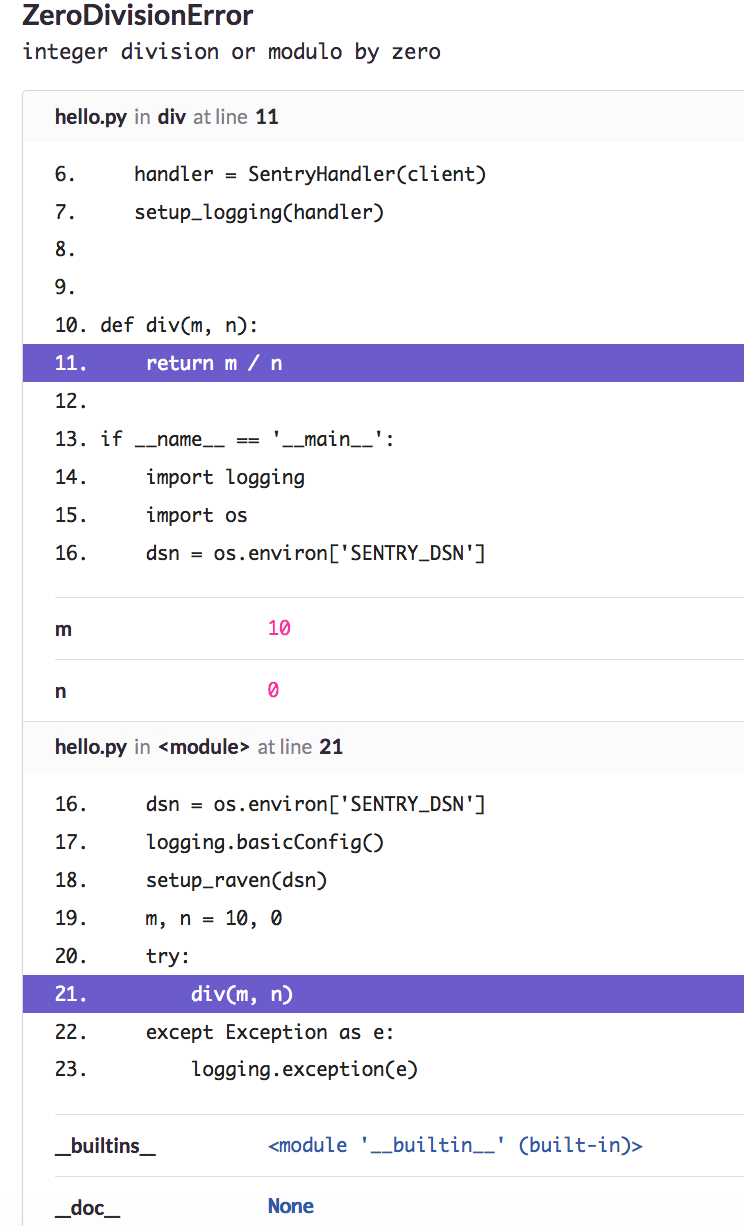 ZeroDivisionError
integer division or modulo by zero
hello.py in div at line 11
6.     handler = SentryHandler(client)
7.     setup_logging(handler)
8.
9.
10. def div(m, n):
11.     return m / n
12.
13. if __name__ == '__main__':
14.     import logging
15.     import os
16.     dsn = os.environ['SENTRY_DSN']
m 10
n 0
hello.py in <module> at line 21
16.     dsn = os.environ['SENTRY_DSN']
17.     logging.basicConfig()
18.     setup_raven(dsn)
19.     m, n = 10, 0
20.     try:
21.         div(m, n)
22.     except Exception as e:
23.         logging.exception(e)
__builtins__ <module '__builtin__' (built-in)>
__doc__ None